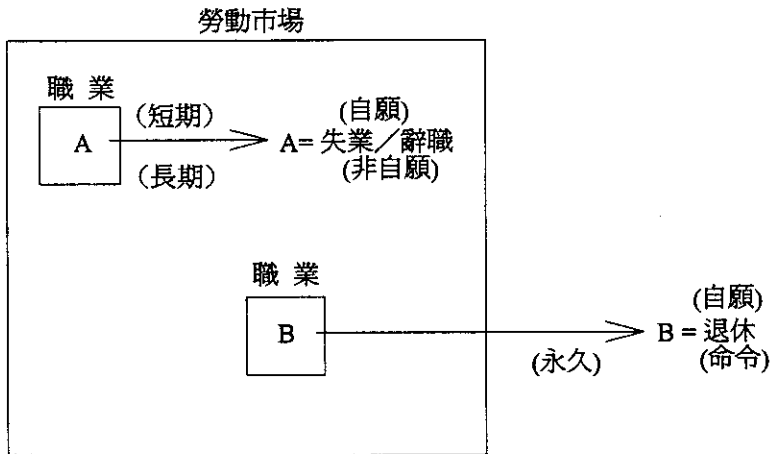 勞動市場
職 業
(自願)
A （短期） A= 失業／辭職
（長期） (非自願)
職 業
(自願)
B B = 退休
(永久) (命令)